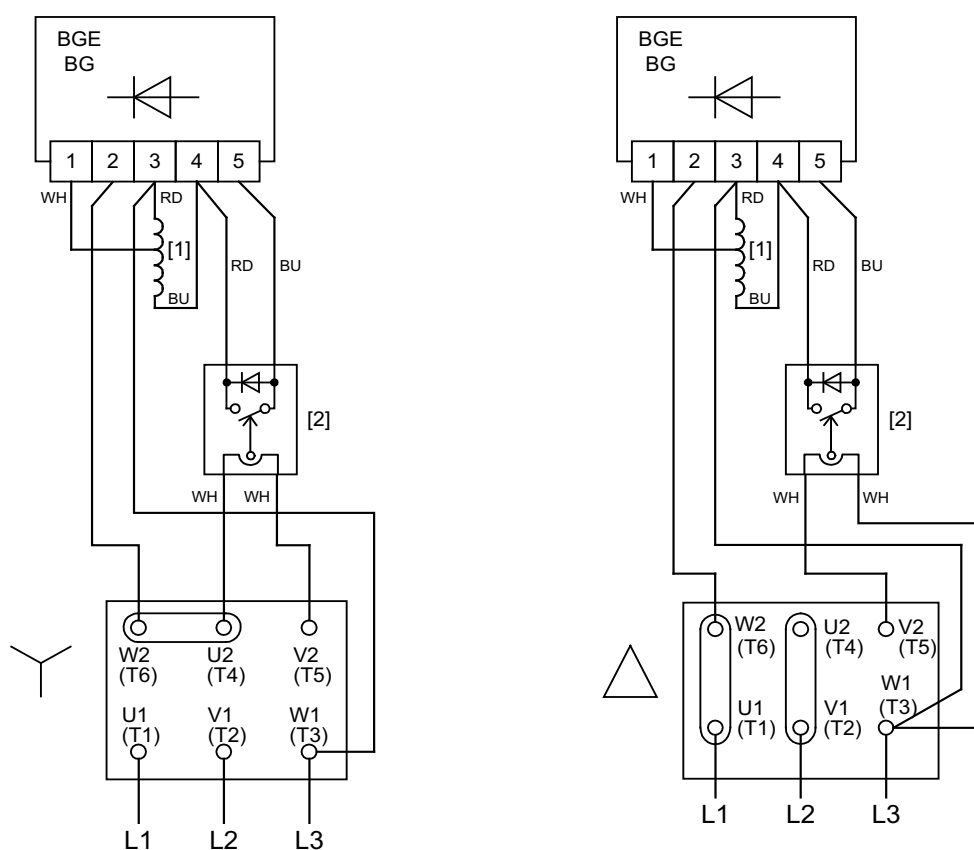 BGE
BG
1 2 3 4 5
WH RD
[1]
RD BU
BU
[2]
WH WH
W2 U2 V2
(T6) (T4) (T5)
U1 V1 W1
(T1) (T2) (T3)
L1 L2 L3
BGE
BG
1 2 3 4 5
WH RD
[1]
RD BU
BU
[2]
WH WH
W2 U2 V2
(T6) (T4) (T5)
W1
U1 V1 (T3)
(T1) (T2)
L1 L2 L3